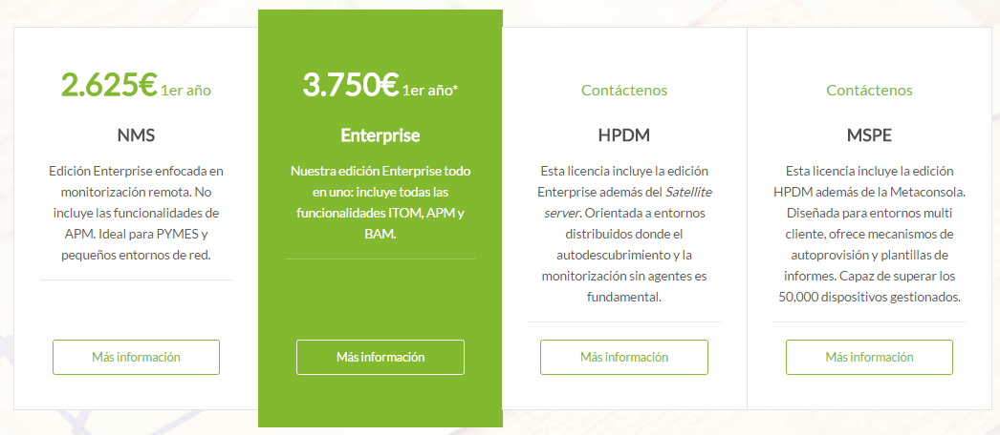 2.625€ 1er año
NMS
Edición Enterprise enfocada en
monitorización remota. No
incluye las funcionalidades de
APM. Ideal para PYMES y
pequeños entornos de red.
Más información
3.750€ 1er año*
Enterprise
Nuestra edición Enterprise todo
en uno: incluye todas las
funcionalidades ITOM, APM y
BAM.
Más información
Contáctenos
HPDM
Esta licencia incluye la edición
Enterprise además del Satellite
server. Orientada a entornos
distribuidos donde el
autodescubrimiento y la
monitorización sin agentes es
fundamental.
Más información
Contáctenos
MSPE
Esta licencia incluye la edición
HPDM además de la Metaconsola.
Diseñada para entornos multi
cliente, ofrece mecanismos de
autoprovisión y plantillas de
informes. Capaz de superar los
50,000 dispositivos gestionados.
Más información